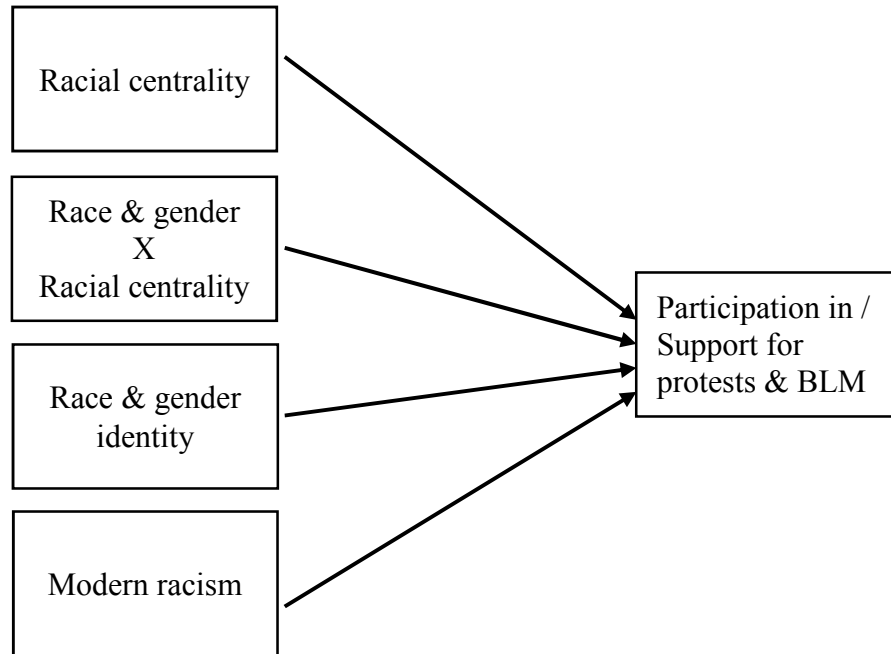 Racial centrality
Race & gender
X
Racial centrality
Race & gender
identity
Modern racism
Participation in /
Support for
protests & BLM